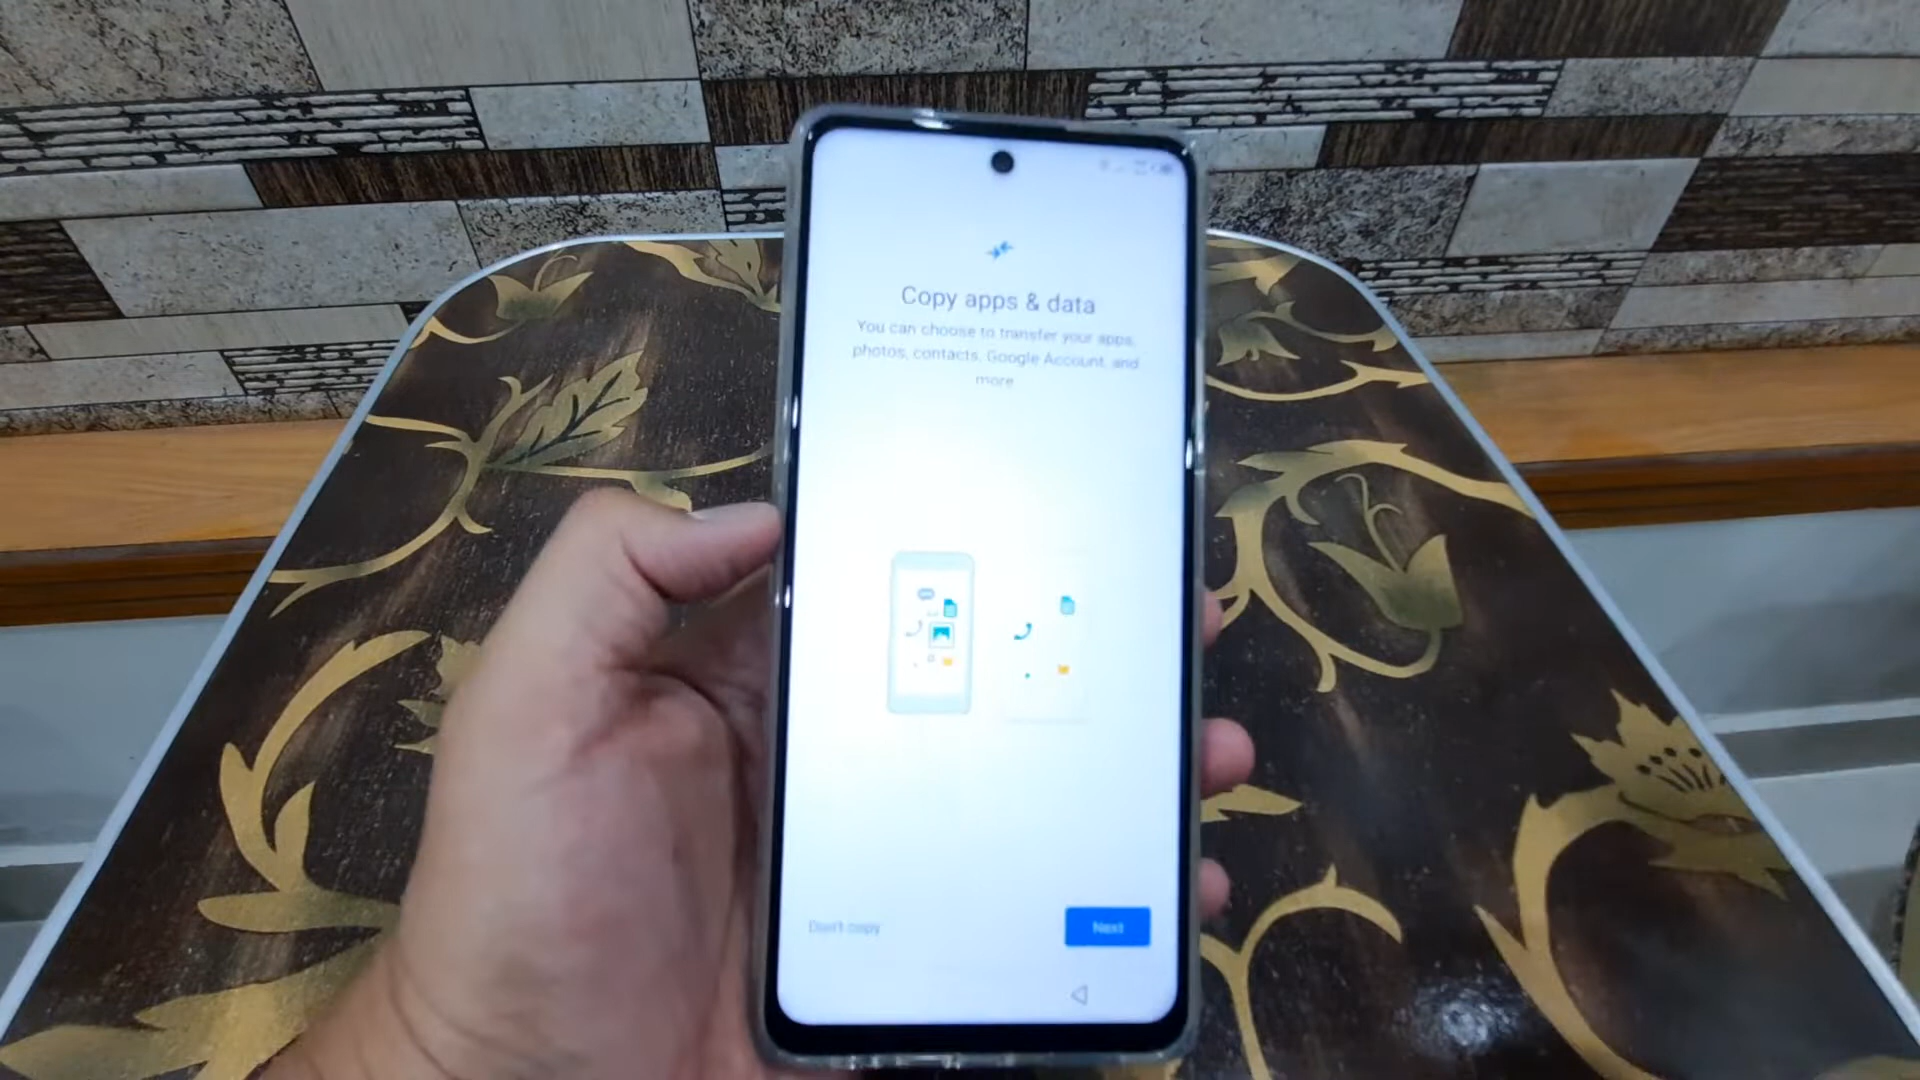 Copy apps & data
You can choose to transfer your apps,
photos, contacts, Google Account, and
more
Don't copy
Next